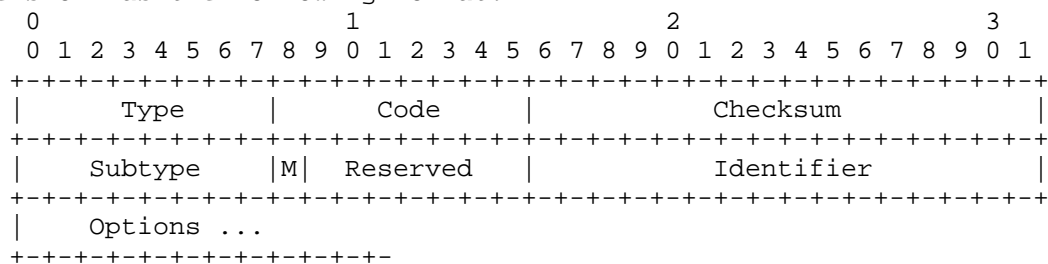 0                   1                   2                   3
0 1 2 3 4 5 6 7 8 9 0 1 2 3 4 5 6 7 8 9 0 1 2 3 4 5 6 7 8 9 0 1
+-+-+-+-+-+-+-+-+-+-+-+-+-+-+-+-+-+-+-+-+-+-+-+-+-+-+-+-+-+-+-+-+
|      Type     |      Code     |           Checksum            |
+-+-+-+-+-+-+-+-+-+-+-+-+-+-+-+-+-+-+-+-+-+-+-+-+-+-+-+-+-+-+-+-+
|    Subtype    |M|  Reserved   |           Identifier          |
+-+-+-+-+-+-+-+-+-+-+-+-+-+-+-+-+-+-+-+-+-+-+-+-+-+-+-+-+-+-+-+-+
|    Options ...
+-+-+-+-+-+-+-+-+-+-+-+-